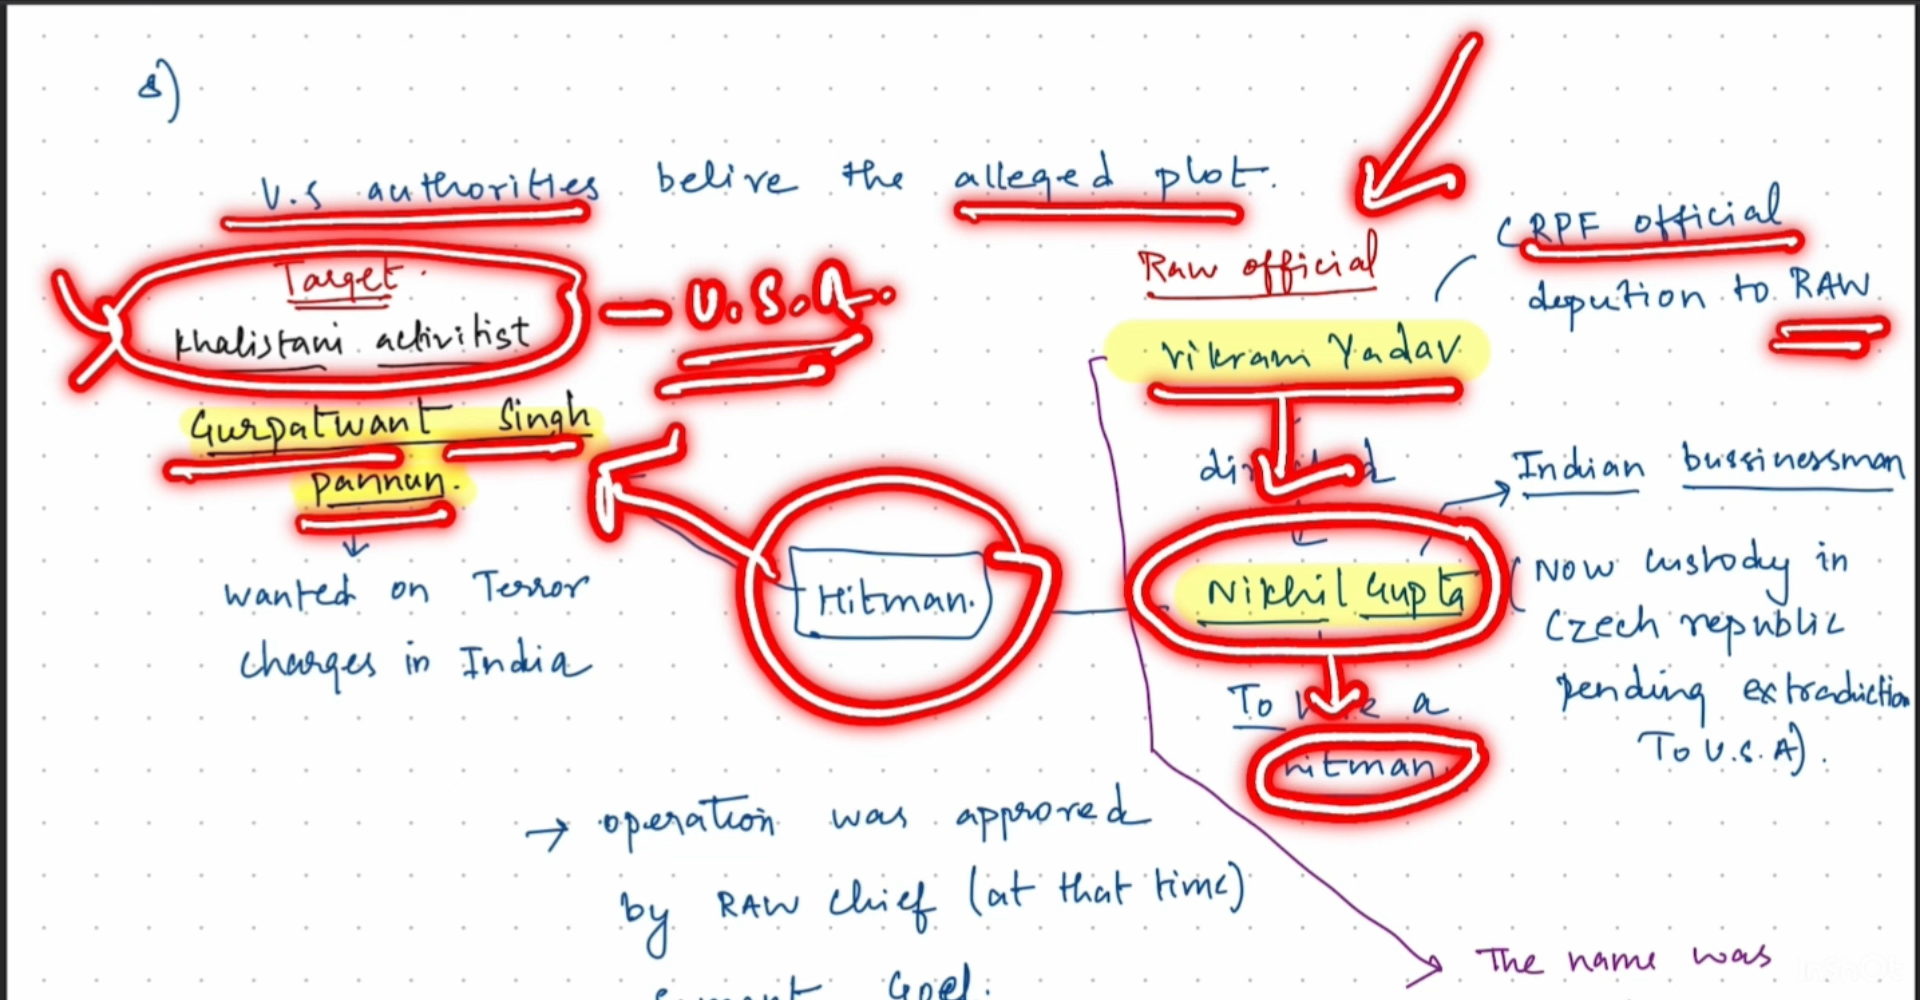 8)
U.S authorities belive the alleged plot.
Target.
Khalistani activitist
Gurpatwant Singh
pannun.
wanted on Terror
charges in India
U.S.A.
Hitman.
Raw official
vikram Yadav
CRPF official
depution to RAW
Nikhil Gupta
Indian bussinessman
(Now custody in
Czech republic
pending extradiction
To U.S.A).
To a
hitman.
→ operation was approved
by RAW chief (at that time)
Goel.
The name was